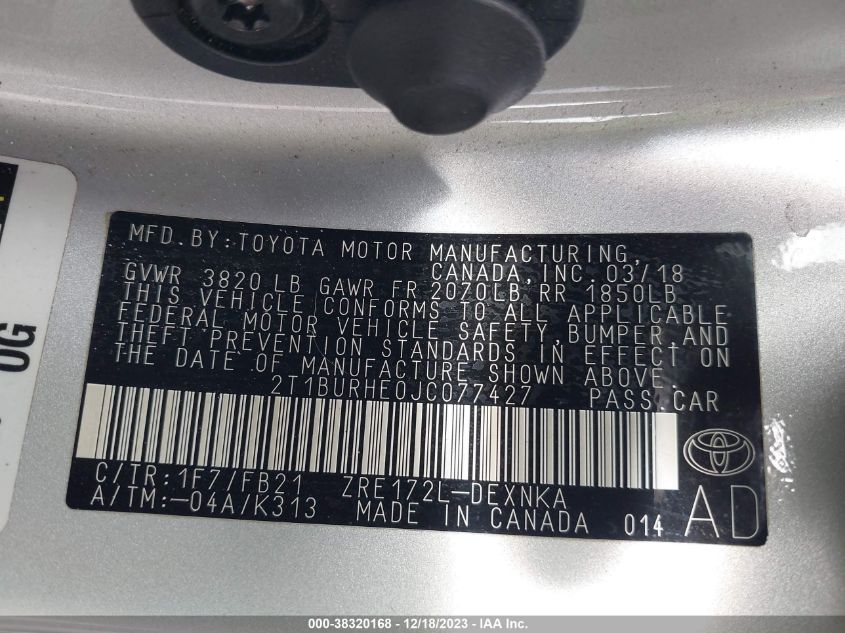 MFD.BY:TOYOTA MOTOR MANUFACTURING,
CANADA,INC. 03/18
GVWR 3820 LB GAWR FR 2070LB RR 1850LB
THIS VEHICLE CONFORMS TO ALL APPLICABLE
FEDERAL MOTOR VEHICLE SAFETY,BUMPER,AND
THEFT PREVENTION STANDARDS IN EFFECT ON
THE DATE OF MANUFACTURE SHOWN ABOVE.
2T1BURHE0JC077427 PASS.CAR
C/TR:1F7/FB21 ZRE172L-DEXNKA
A/TM:-04A/K313 MADE IN CANADA 014 AD
OG
000-38320168 - 12/18/2023 - IAA Inc.